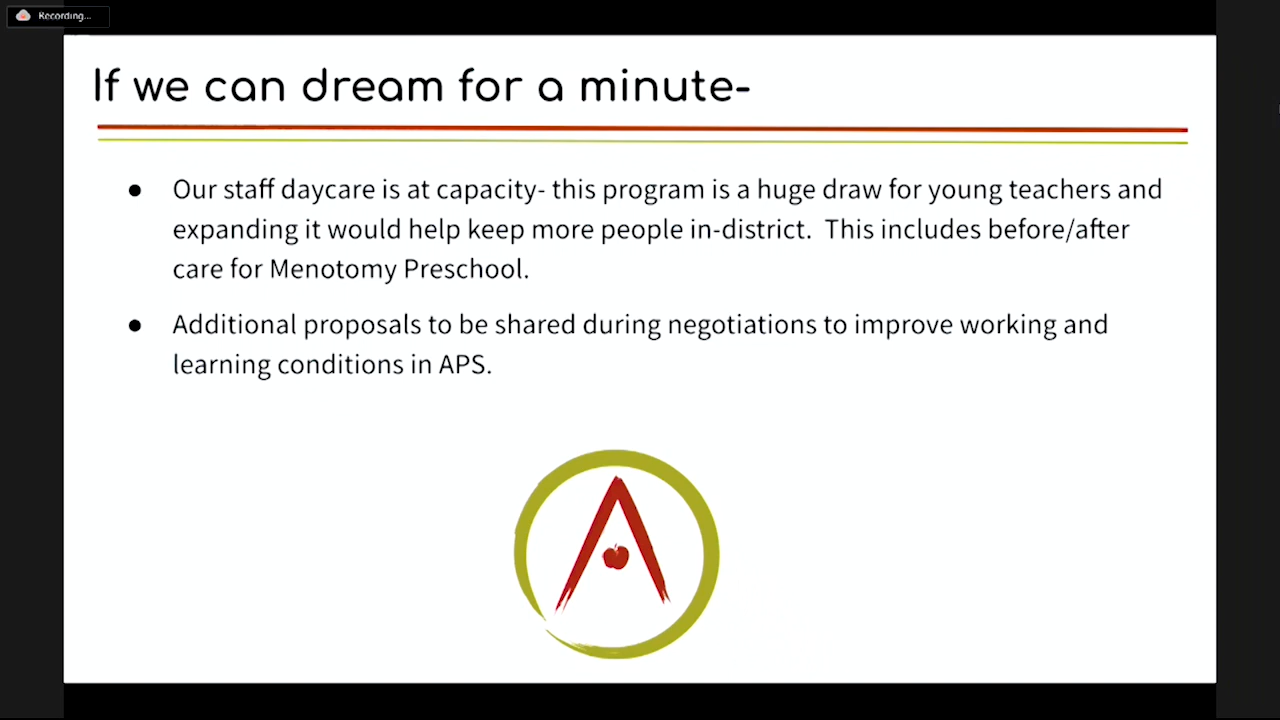 Recording...
If we can dream for a minute-
● Our staff daycare is at capacity- this program is a huge draw for young teachers and
expanding it would help keep more people in-district.  This includes before/after
care for Menotomy Preschool.
● Additional proposals to be shared during negotiations to improve working and
learning conditions in APS.
A